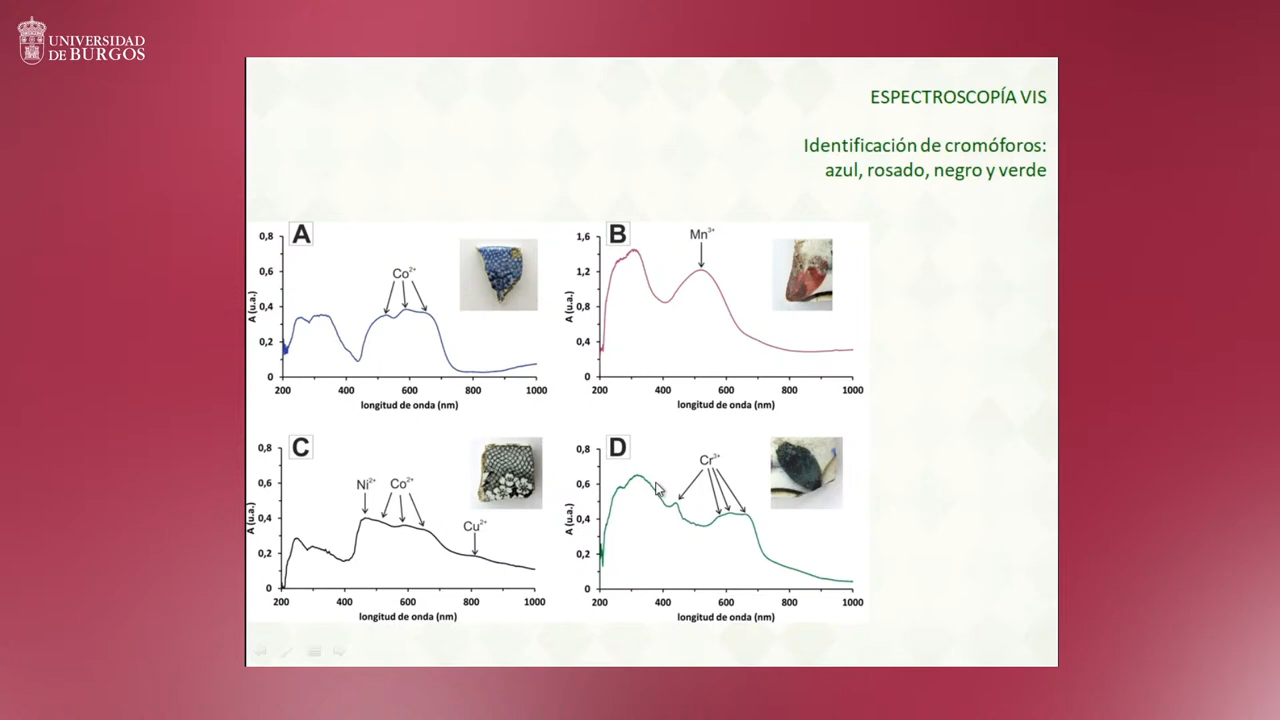 UNIVERSIDAD
DE BURGOS
ESPECTROSCOPÍA VIS
Identificación de cromóforos:
azul, rosado, negro y verde
A
0,8
0,6
0,4
0,2
0
A (u.a.)
Co²⁺
200 400 600 800 1000
longitud de onda (nm)
B
1,6
1,2
0,8
0,4
0
A (u.a.)
Mn³⁺
200 400 600 800 1000
longitud de onda (nm)
C
0,8
0,6
0,4
0,2
0
A (u.a.)
Ni²⁺ Co²⁺
Cu²⁺
200 400 600 800 1000
longitud de onda (nm)
D
0,8
0,6
0,4
0,2
0
A (u.a.)
Cr³⁺
200 400 600 800 1000
longitud de onda (nm)